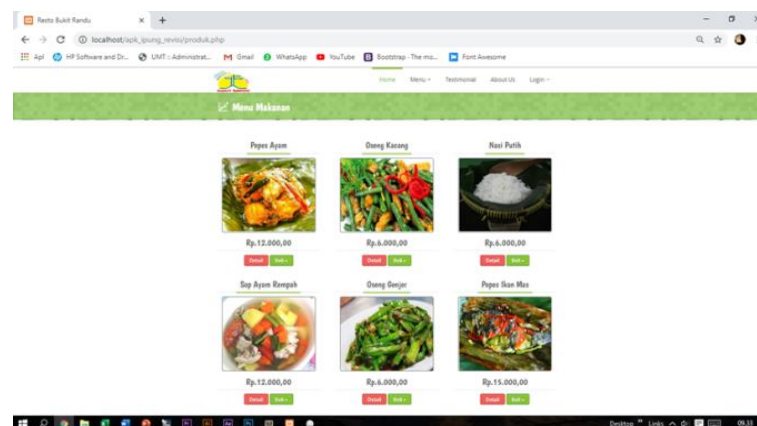 Resto Bukit Randu
localhost/apk_ipung_revisi/produk.php
Apl HP Software and Dr... UMT :: Administrat... Gmail WhatsApp YouTube Bootstrap · The mo... Font Awesome
Home Menu Testimonial About Us Login
Menu Makanan
Pepes Ayam Oseng Kacang Nasi Putih
Rp.12.000,00 Rp.6.000,00 Rp.6.000,00
Detail Detail Detail
Sop Ayam Rempah Oseng Genjer Pepes Ikan Mas
Rp.12.000,00 Rp.6.000,00 Rp.15.000,00
Detail Detail Detail
Desktop Links 09.33